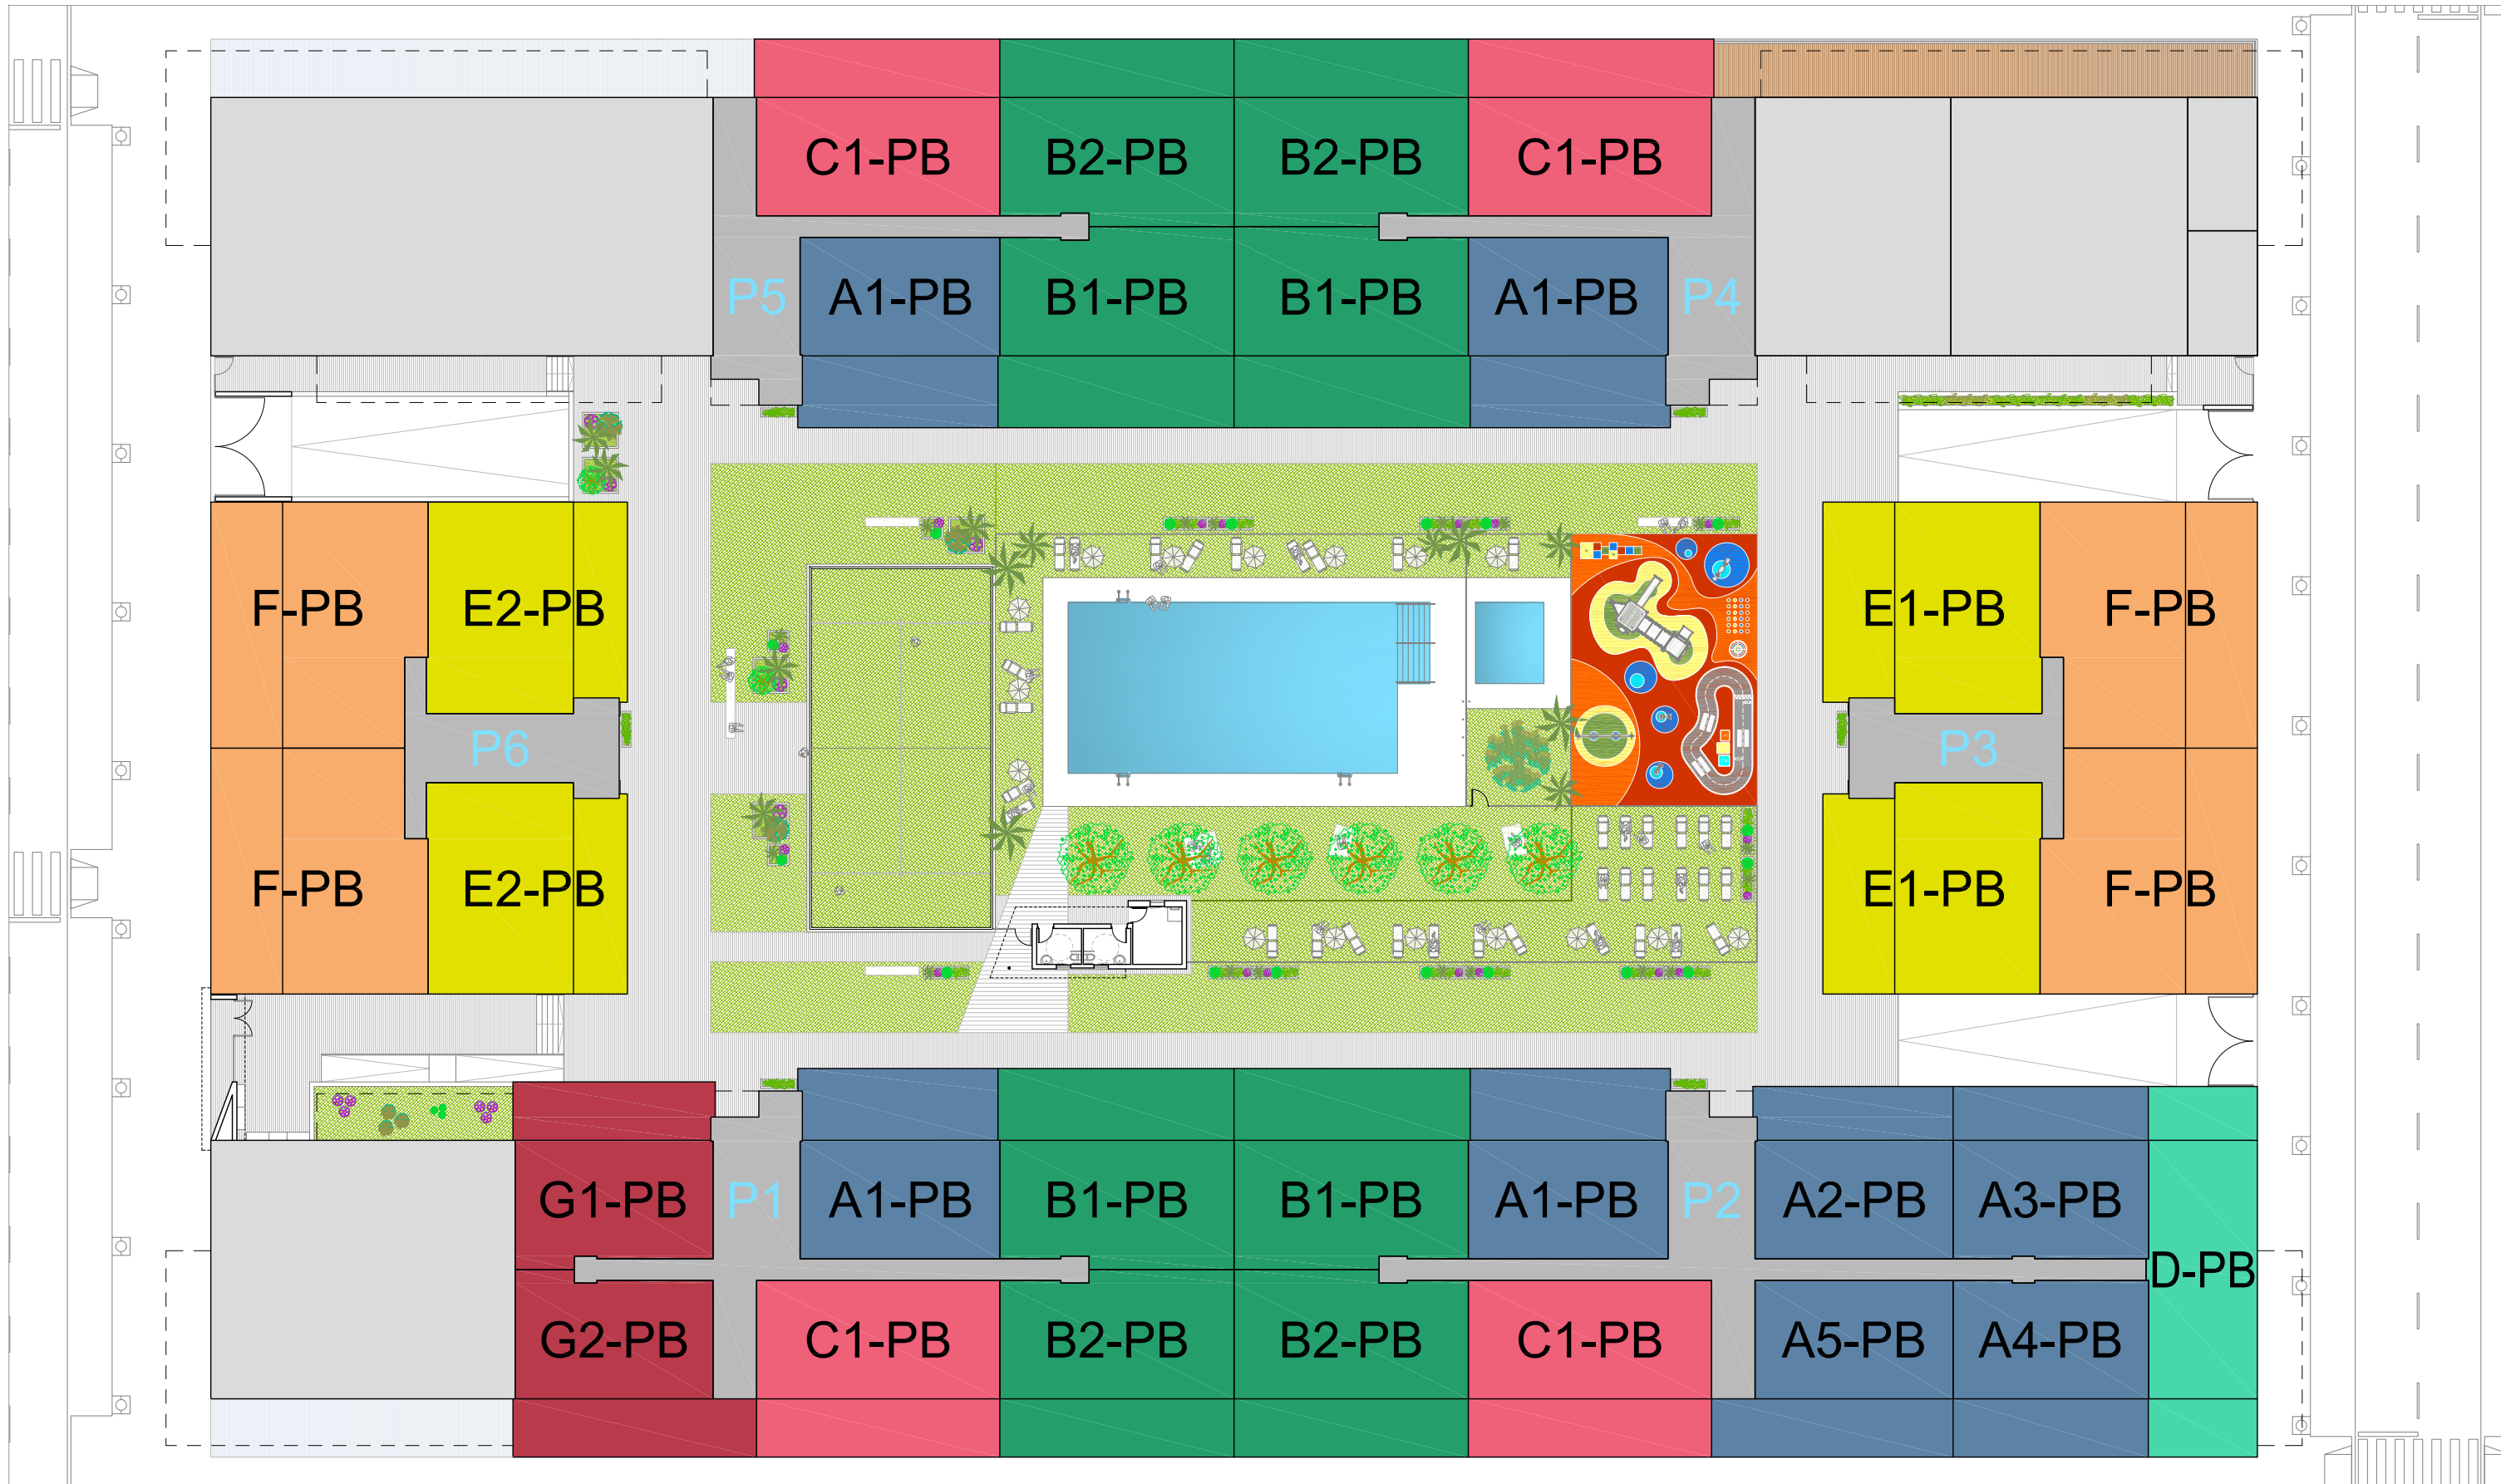 C1-PB B2-PB B2-PB C1-PB
P5 A1-PB B1-PB B1-PB A1-PB P4
F-PB E2-PB E1-PB F-PB
P6 P3
F-PB E2-PB E1-PB F-PB
G1-PB P1 A1-PB B1-PB B1-PB A1-PB P2 A2-PB A3-PB
D-PB
G2-PB C1-PB B2-PB B2-PB C1-PB A5-PB A4-PB